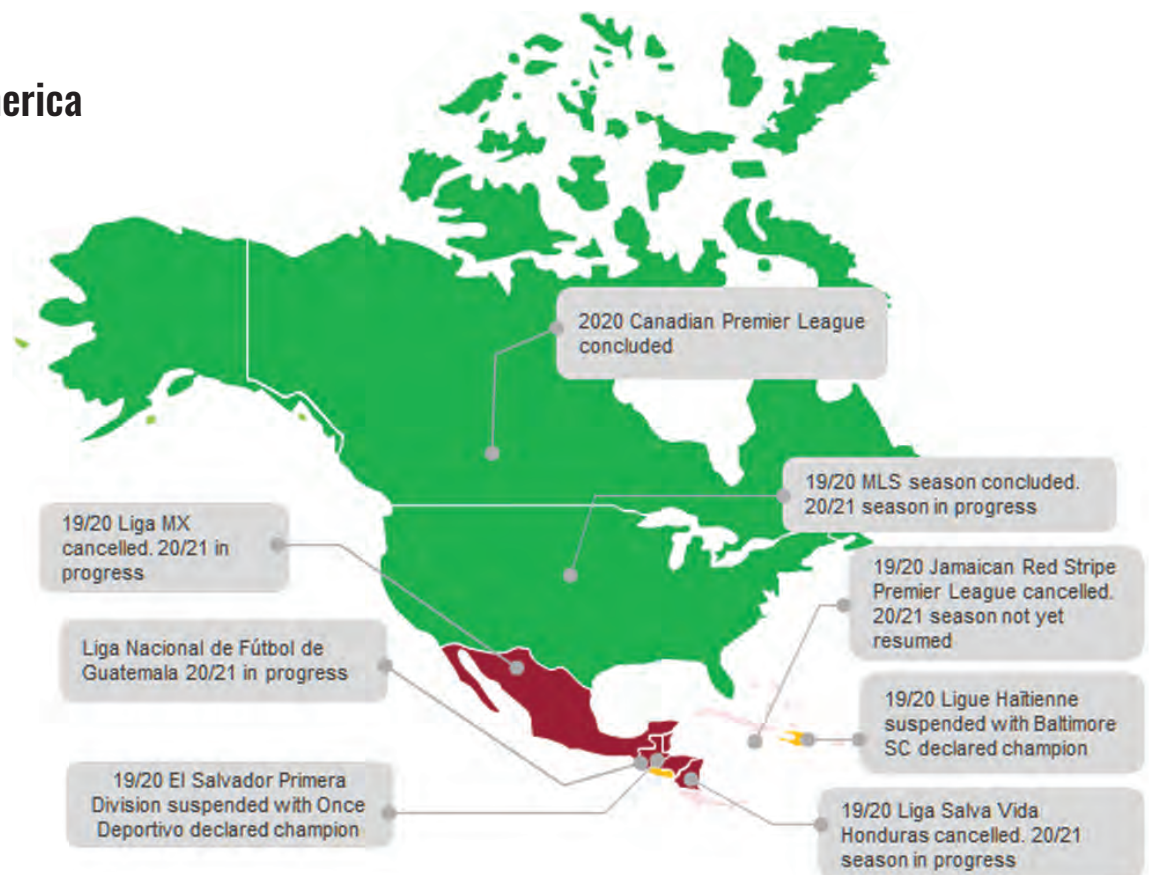 erica
2020 Canadian Premier League
concluded
19/20 MLS season concluded.
20/21 season in progress
19/20 Liga MX
cancelled. 20/21 in
progress
19/20 Jamaican Red Stripe
Premier League cancelled.
20/21 season not yet
resumed
Liga Nacional de Fútbol de
Guatemala 20/21 in progress
19/20 Ligue Haïtienne
suspended with Baltimore
SC declared champion
19/20 El Salvador Primera
Division suspended with Once
Deportivo declared champion
19/20 Liga Salva Vida
Honduras cancelled. 20/21
season in progress